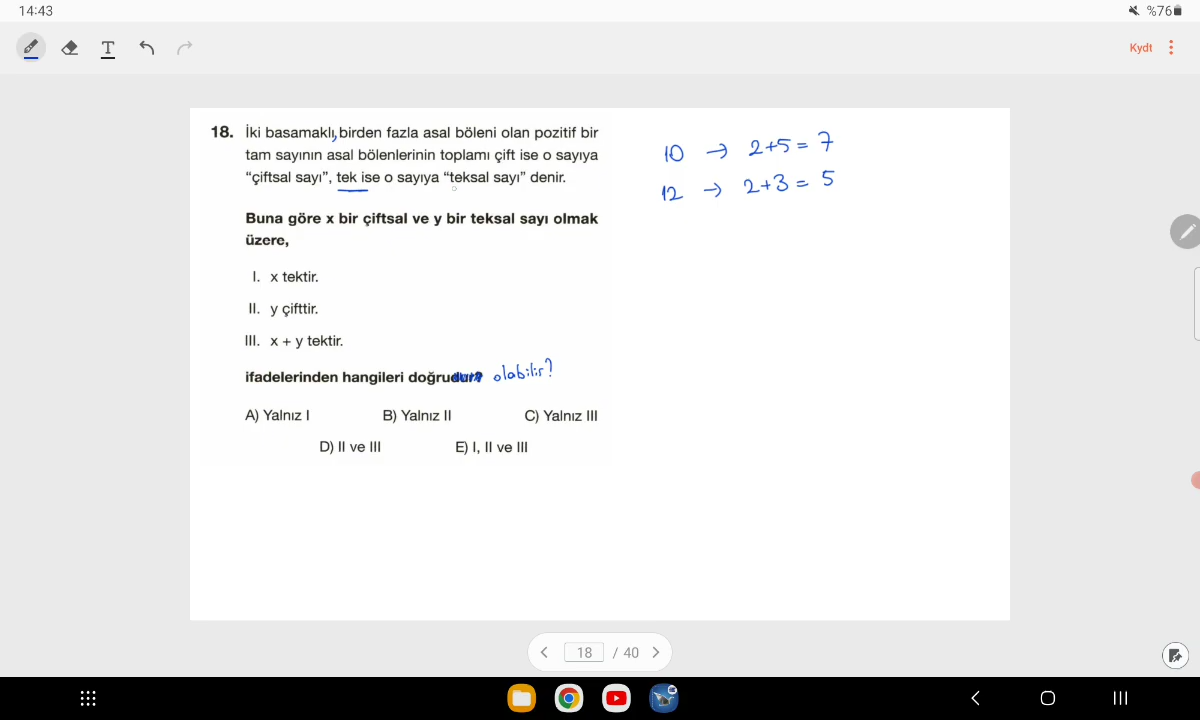 14:43
%76
Kydt
18. İki basamaklı, birden fazla asal böleni olan pozitif bir
tam sayının asal bölenlerinin toplamı çift ise o sayıya
“çiftsal sayı”, tek ise o sayıya “teksal sayı” denir.
Buna göre x bir çiftsal ve y bir teksal sayı olmak
üzere,
I. x tektir.
II. y çifttir.
III. x + y tektir.
ifadelerinden hangileri doğrudur? olabilir?
A) Yalnız I B) Yalnız II C) Yalnız III
D) II ve III E) I, II ve III
10 → 2+5 = 7
12 → 2+3 = 5
18 / 40